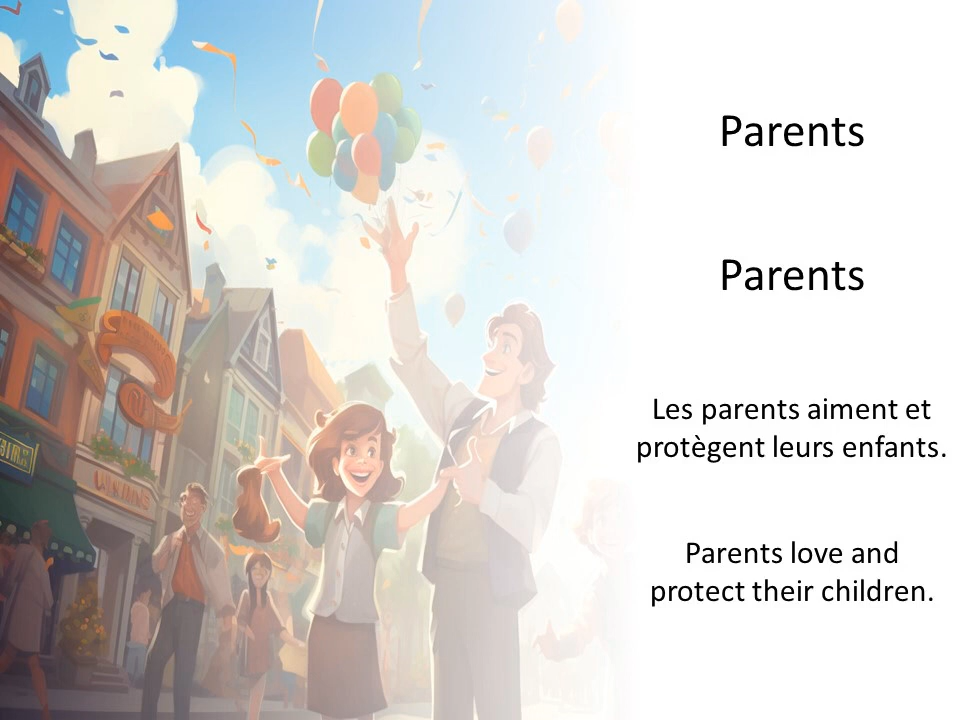 Parents
Parents
Les parents aiment et
protègent leurs enfants.
Parents love and
protect their children.